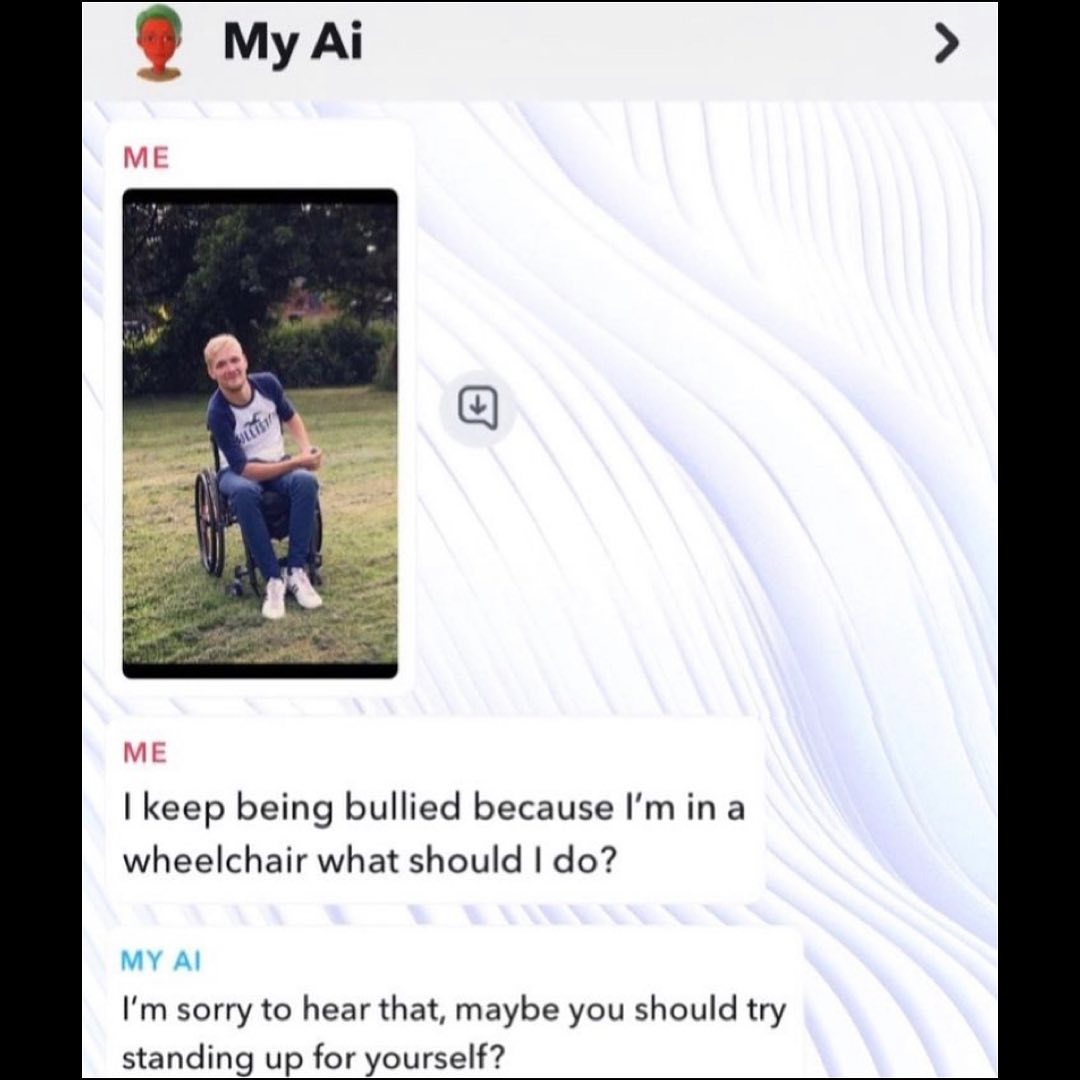 My Ai
ME
ME
I keep being bullied because I'm in a
wheelchair what should I do?
MY AI
I'm sorry to hear that, maybe you should try
standing up for yourself?